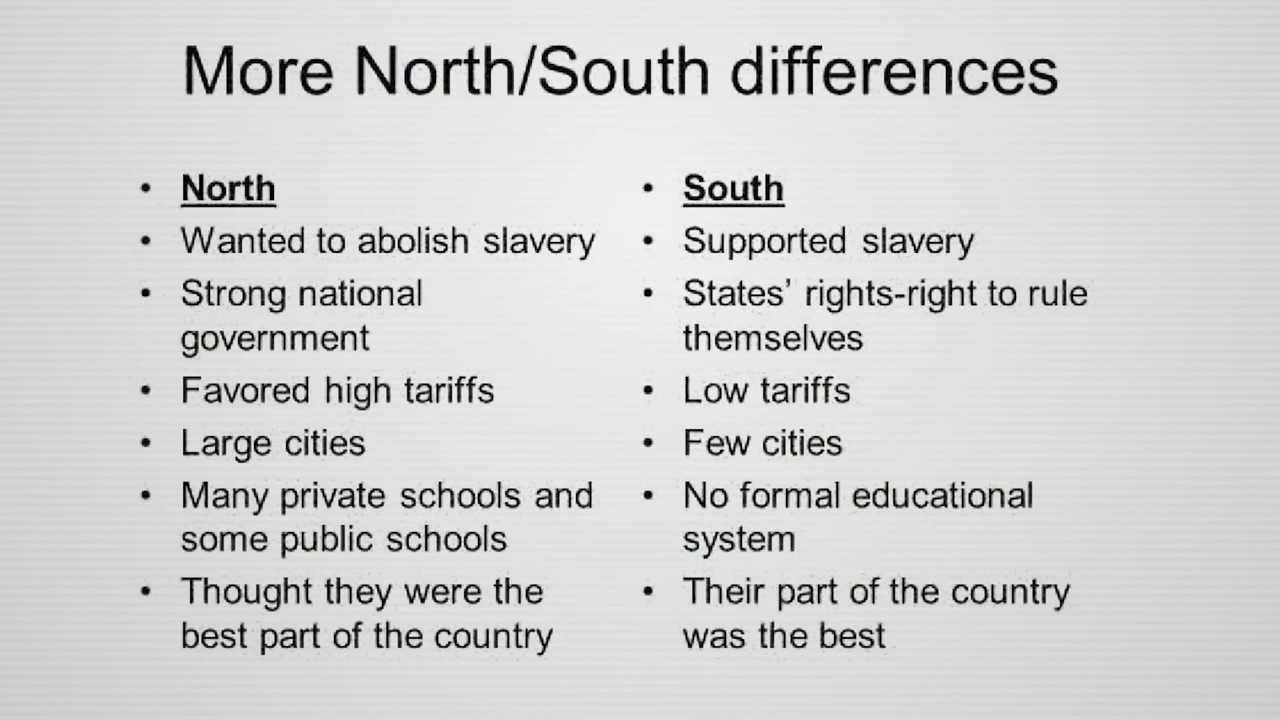 More North/South differences
• North
• Wanted to abolish slavery
• Strong national
government
• Favored high tariffs
• Large cities
• Many private schools and
some public schools
• Thought they were the
best part of the country
• South
• Supported slavery
• States’ rights-right to rule
themselves
• Low tariffs
• Few cities
• No formal educational
system
• Their part of the country
was the best